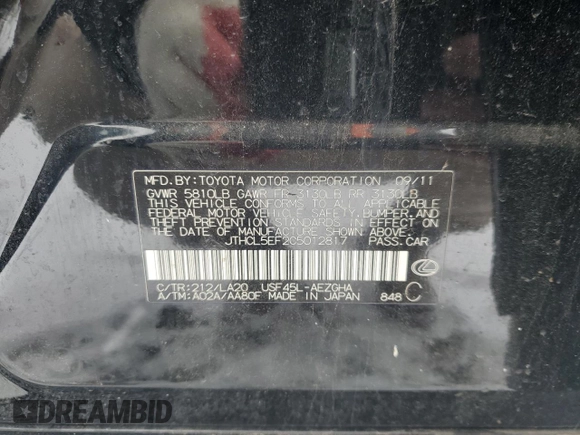 MFD.BY:TOYOTA MOTOR CORPORATION 09/11
GVWR 5810LB GAWR FR 3130LB RR 3130LB
THIS VEHICLE CONFORMS TO ALL APPLICABLE
FEDERAL MOTOR VEHICLE SAFETY, BUMPER, AND
THEFT PREVENTION STANDARDS IN EFFECT ON
THE DATE OF MANUFACTURE SHOWN ABOVE.
JTHCL5EF2C5012817 PASS.CAR
C/TR:212/LA20 USF45L-AEZGHA
A/TM:A02A/AA80F MADE IN JAPAN 848 C
DREAMBID